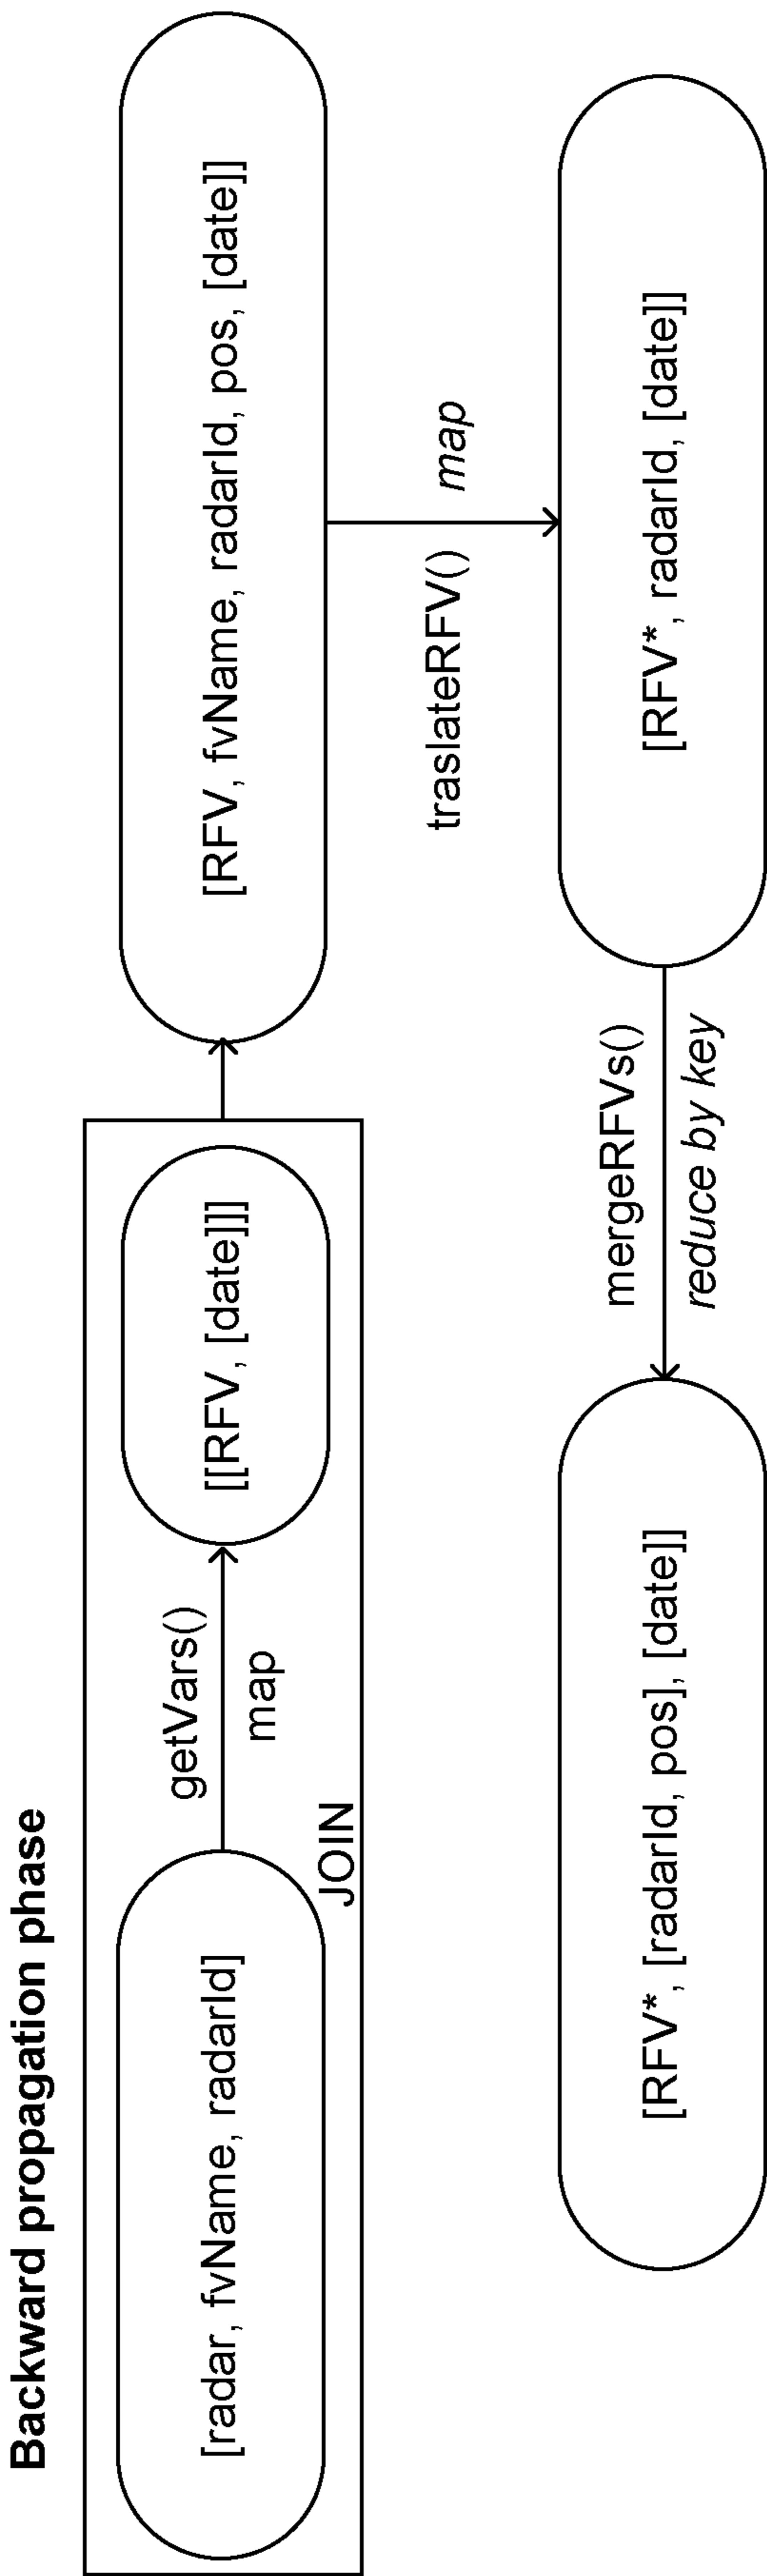 Backward propagation phase
[radar, fvName, radarId]
getVars()
map
[[RFV, [date]]]
JOIN
[RFV, fvName, radarId, pos, [date]]
traslateRFV()
map
[RFV*, radarId, [date]]
mergeRFVs()
reduce by key
[RFV*, [radarId, pos], [date]]